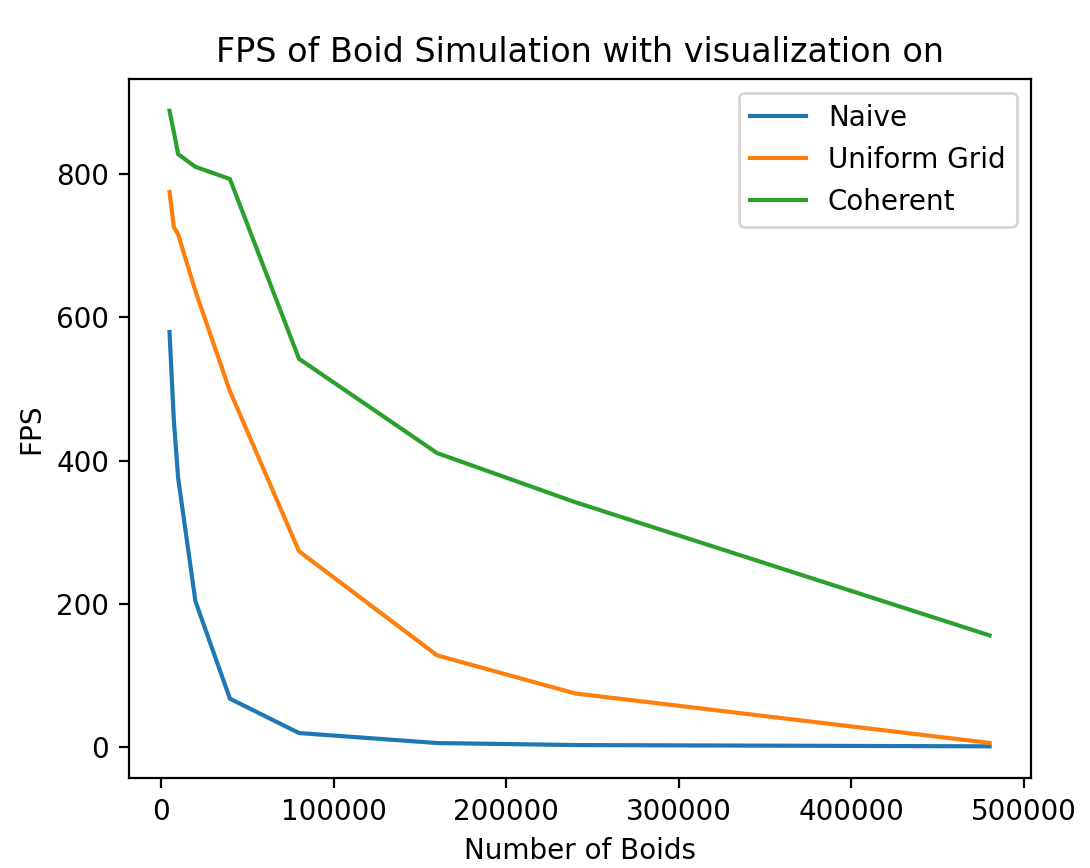 FPS of Boid Simulation with visualization on
Naive
Uniform Grid
Coherent
800
600
400
200
0
FPS
0 100000 200000 300000 400000 500000
Number of Boids